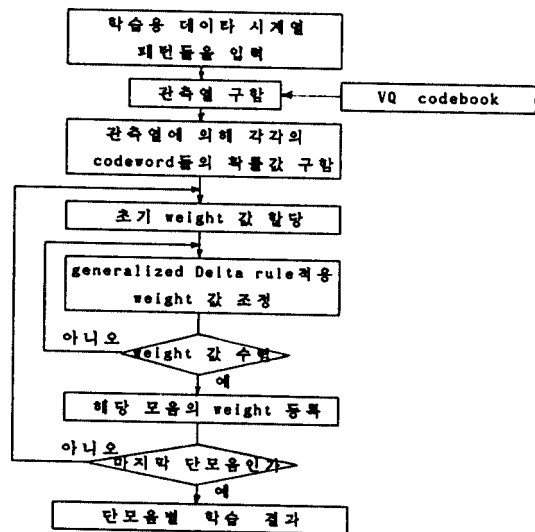 학습용 데이타 시계열
패턴들을 입력
관측열 구함
VQ codebook
관측열에 의해 각각의
codeword들의 확률값 구함
초기 weight 값 할당
generalized Delta rule적용
weight 값 조정
아니오
weight 값 수렴
예
해당 모음의 weight 등록
아니오
마지막 단모음인가
예
단모음별 학습 결과